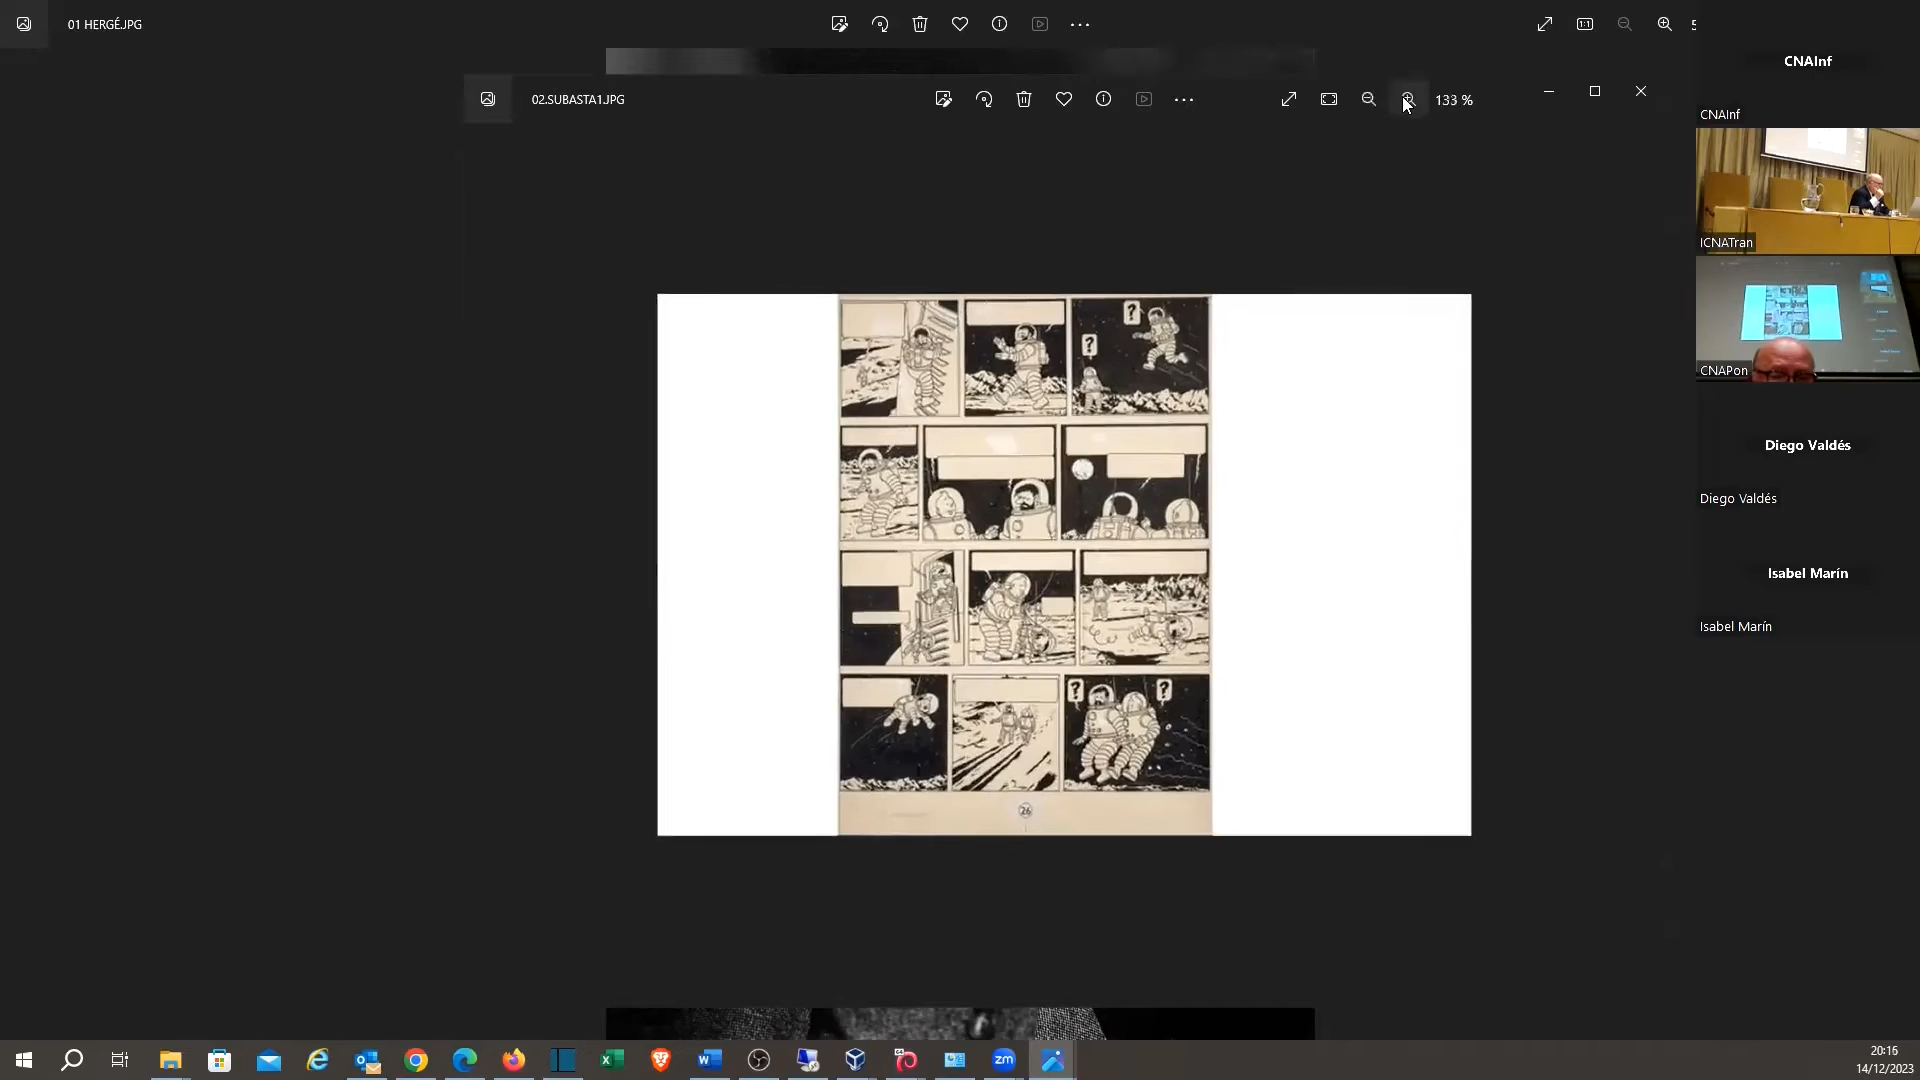 01 HERGÉ.JPG
CNAInf
02.SUBASTA1.JPG
133 %
CNAInf
?
?
ICNATran
CNAPon
Diego Valdés
Diego Valdés
Isabel Marín
Isabel Marín
? ?
26
zm
20:16
14/12/2023